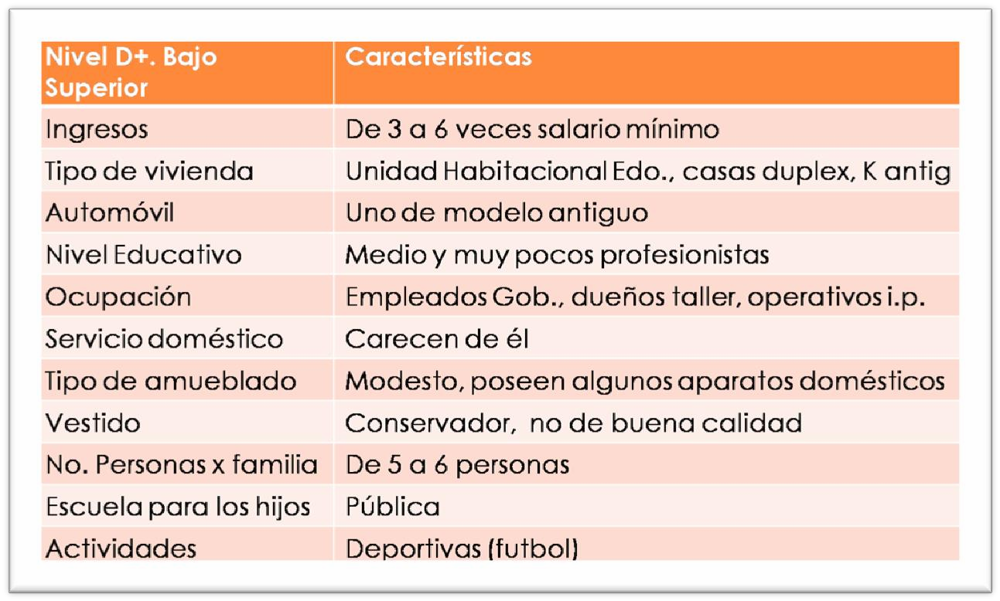 Nivel D+. Bajo Superior Características
Ingresos De 3 a 6 veces salario mínimo
Tipo de vivienda Unidad Habitacional Edo., casas duplex, K antig
Automóvil Uno de modelo antiguo
Nivel Educativo Medio y muy pocos profesionistas
Ocupación Empleados Gob., dueños taller, operativos i.p.
Servicio doméstico Carecen de él
Tipo de amueblado Modesto, poseen algunos aparatos domésticos
Vestido Conservador, no de buena calidad
No. Personas x familia De 5 a 6 personas
Escuela para los hijos Pública
Actividades Deportivas (futbol)